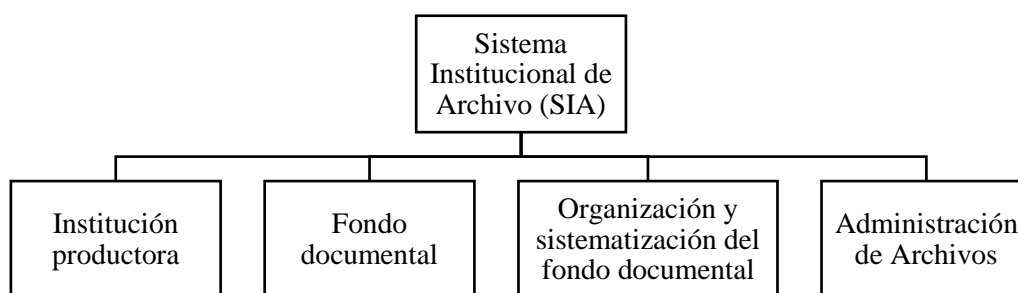 Sistema
Institucional de
Archivo (SIA)
Institución
productora
Fondo
documental
Organización y
sistematización del
fondo documental
Administración
de Archivos